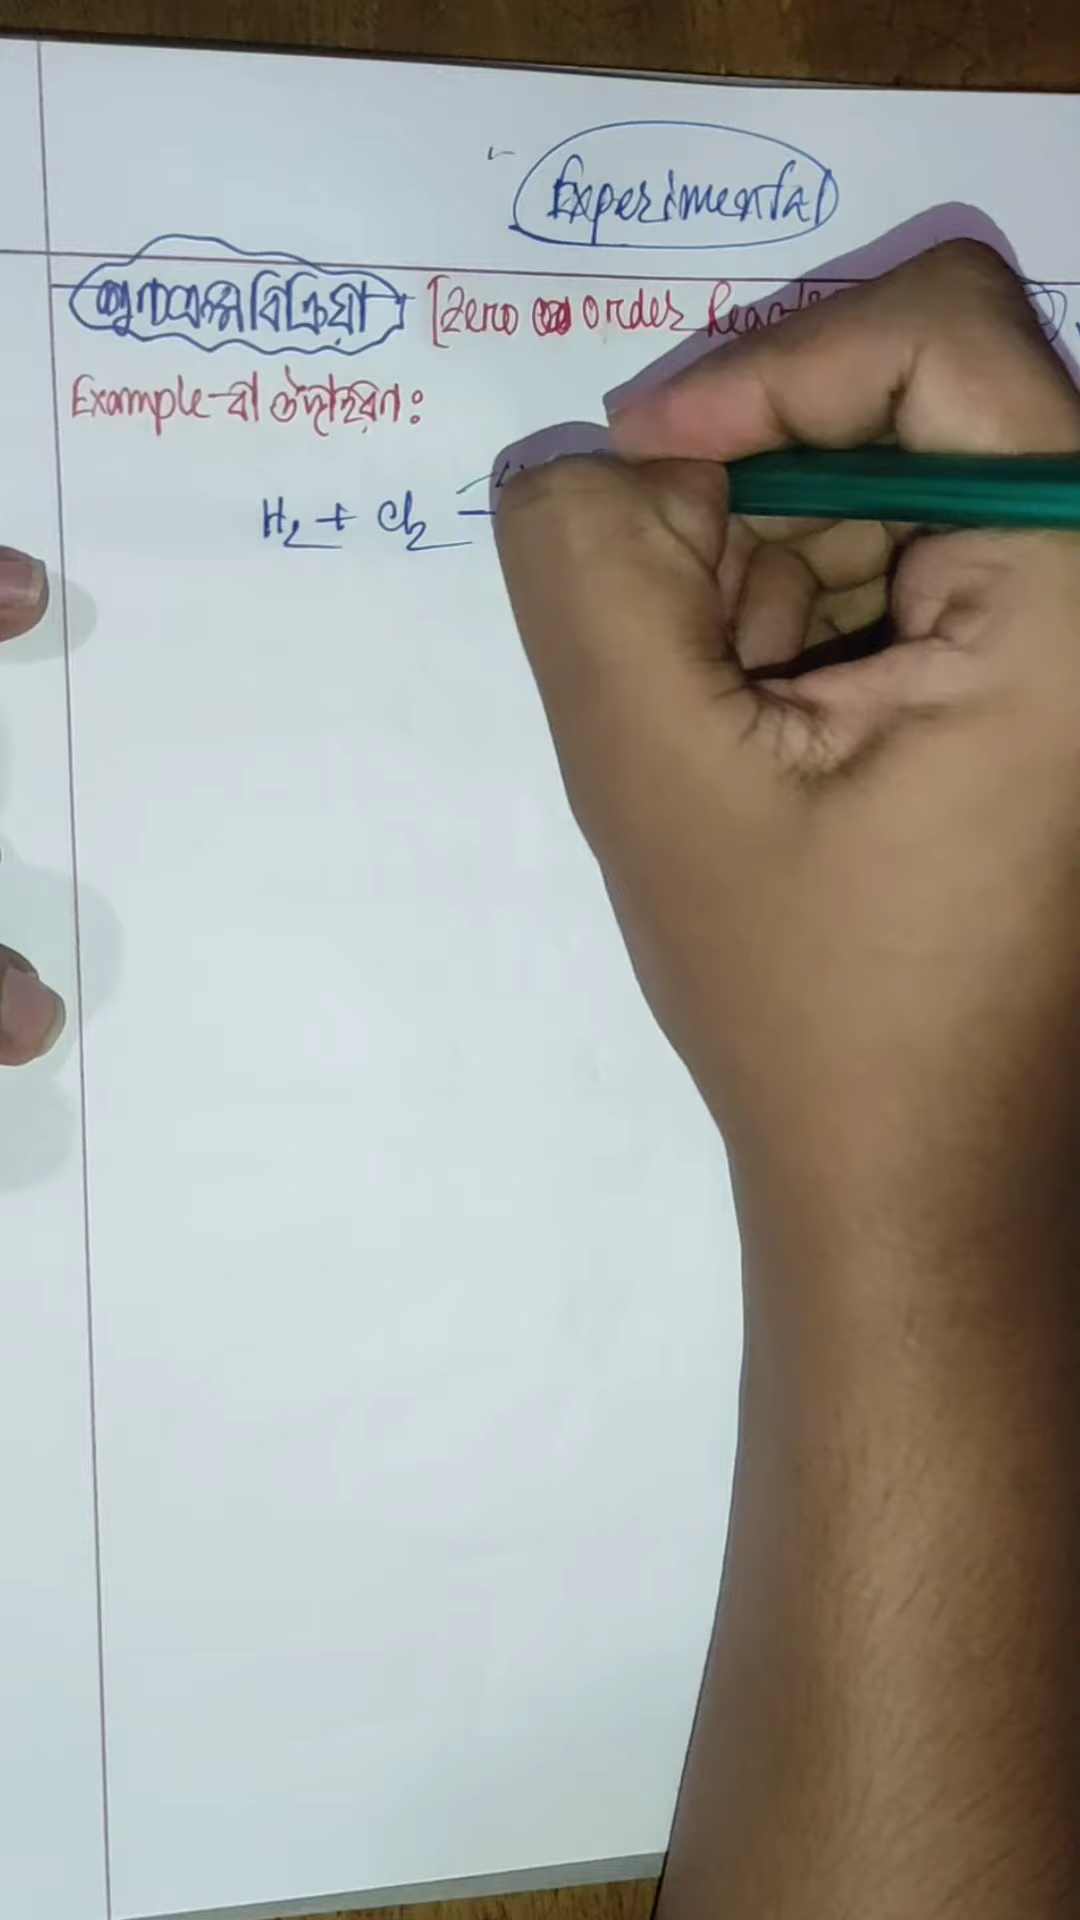 Experimental
শূন্যক্রম বিক্রিয়া [Zero order
Example-বা উদাহরণ:
H₂ + Cl₂